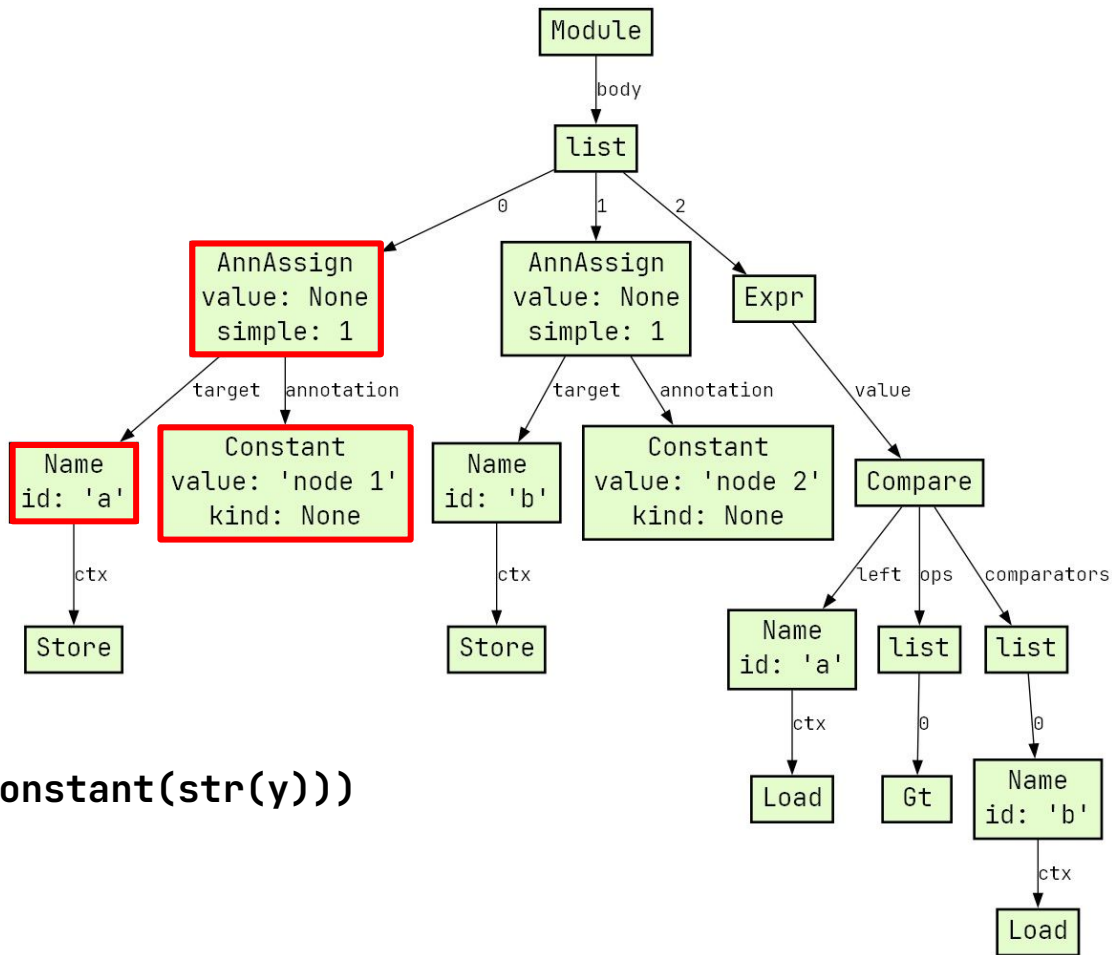 Module
body
list
0
1
2
AnnAssign
value: None
simple: 1
AnnAssign
value: None
simple: 1
Expr
target
annotation
target
annotation
value
Name
id: 'a'
Constant
value: 'node 1'
kind: None
Name
id: 'b'
Constant
value: 'node 2'
kind: None
Compare
ctx
ctx
left
ops
comparators
Store
Store
Name
id: 'a'
list
list
ctx
0
0
onstant(str(y)))
Load
Gt
Name
id: 'b'
ctx
Load